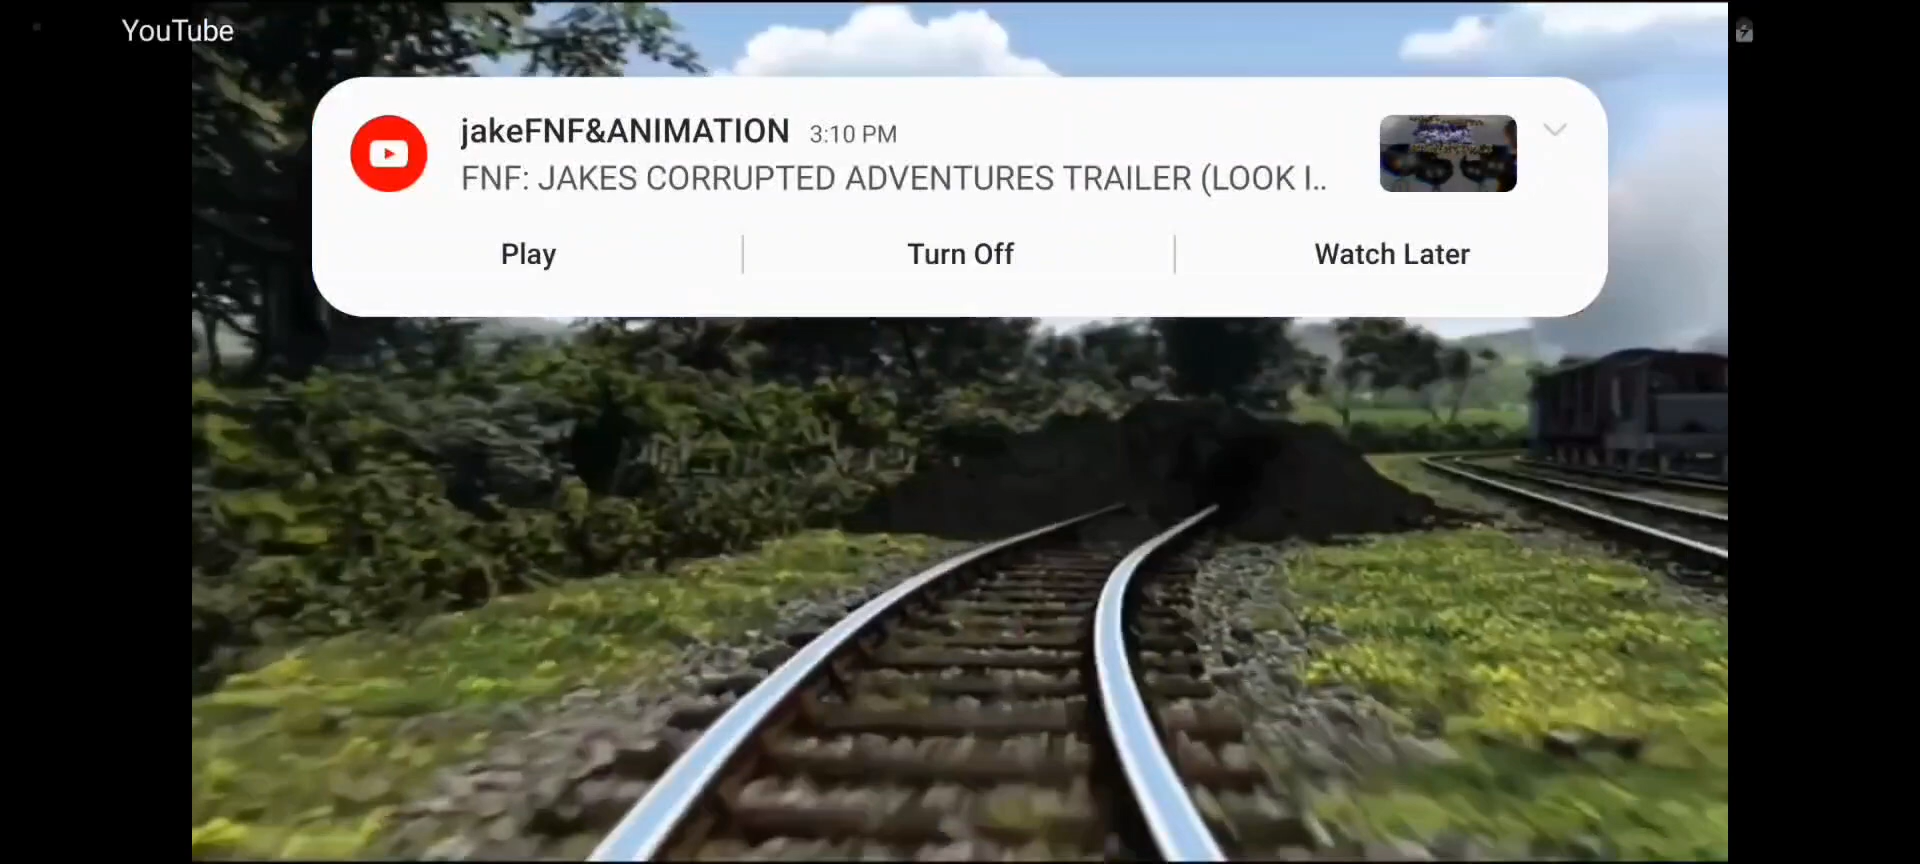 YouTube
jakeFNF&ANIMATION 3:10 PM
FNF: JAKES CORRUPTED ADVENTURES TRAILER (LOOK I..
Play
Turn Off
Watch Later